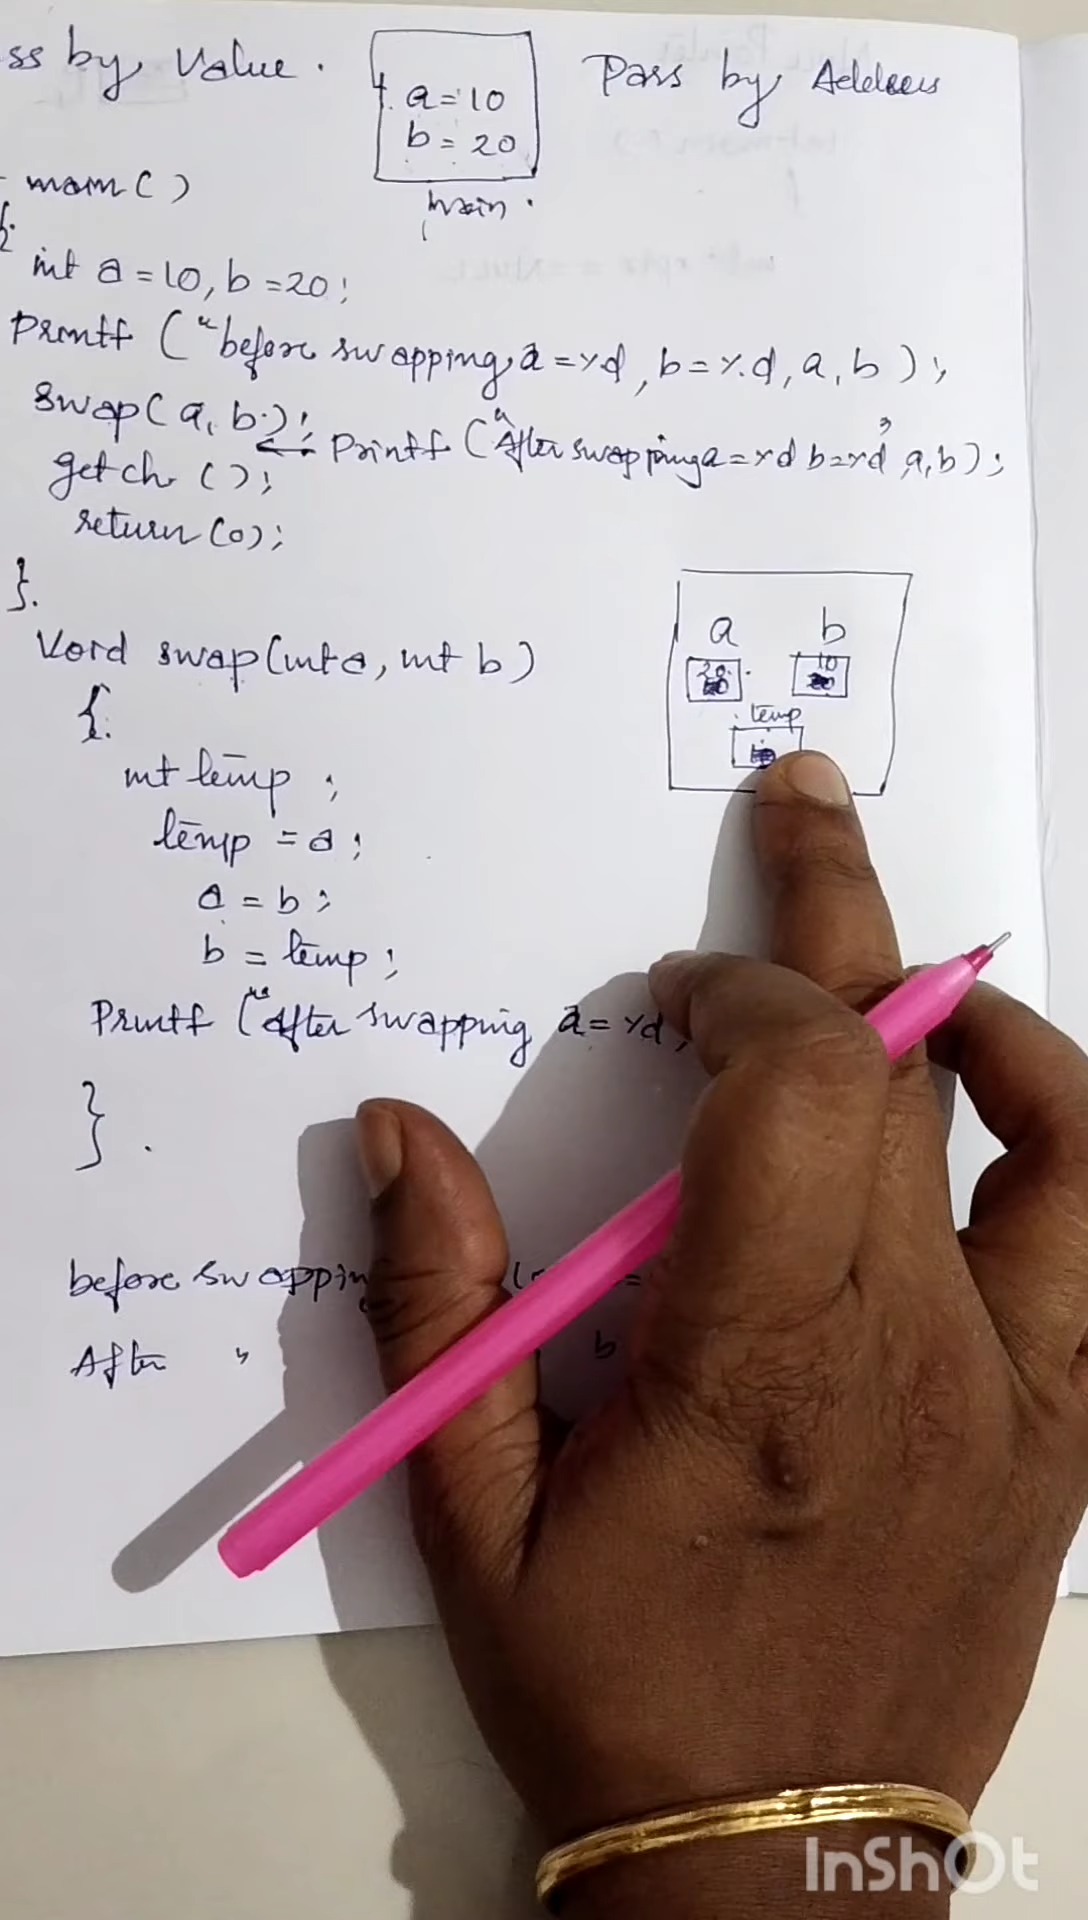 ss by Value.
Pass by Address
a = 10
b = 20
main.
main ( )
{
int a = 10, b = 20;
Printf ("before swapping, a = %d, b = %.d, a, b );
swap( a, b );
Printf ("After swapping a = %d b = %d" a, b);
getch ( );
return (0);
}.
Void swap (int a, int b )
{.
int temp ;
temp = a ;
a = b ;
b = temp ;
Printf ("After swapping a = %d,
}.
a b
20 10
temp
before swappin
After " b
InShOt